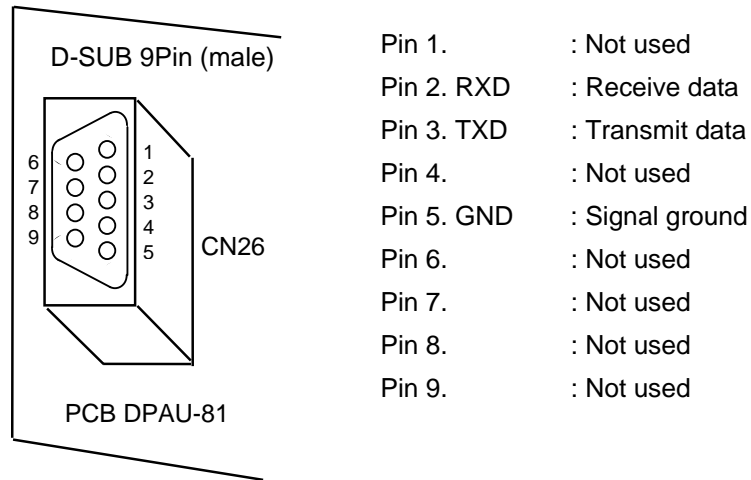 D-SUB 9Pin (male)
6
7
8
9
1
2
3
4
5
CN26
PCB DPAU-81
Pin 1. : Not used
Pin 2. RXD : Receive data
Pin 3. TXD : Transmit data
Pin 4. : Not used
Pin 5. GND : Signal ground
Pin 6. : Not used
Pin 7. : Not used
Pin 8. : Not used
Pin 9. : Not used